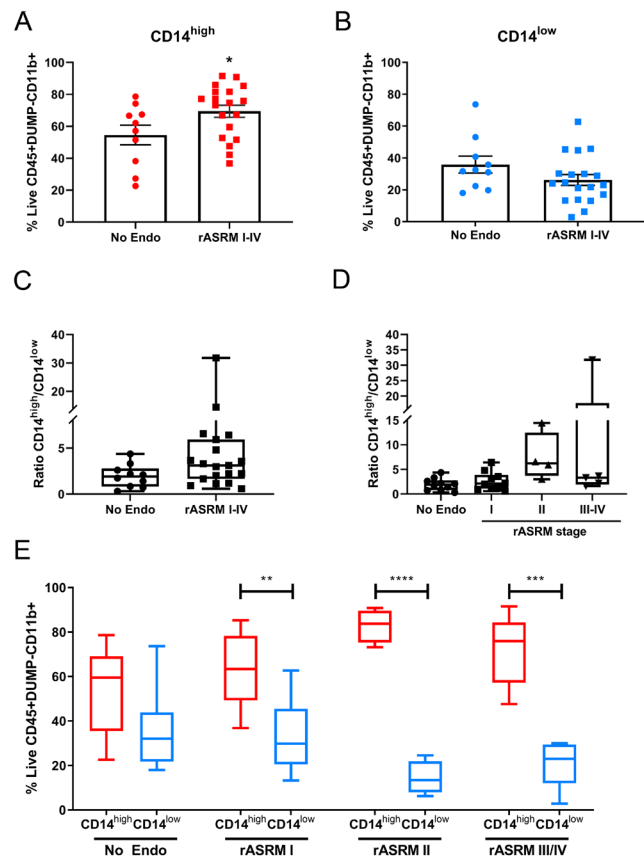 A
CD14high
% Live CD45+DUMP-CD11b+
100
80
60
40
20
0
*
No Endo
rASRM I-IV
B
CD14low
% Live CD45+DUMP-CD11b+
100
80
60
40
20
0
No Endo
rASRM I-IV
C
Ratio CD14high/CD14low
40
30
20
10
5
0
No Endo
rASRM I-IV
D
Ratio CD14high/CD14low
40
35
30
25
20
15
10
5
0
No Endo
I
II
III-IV
rASRM stage
E
% Live CD45+DUMP-CD11b+
100
80
60
40
20
0
**
****
***
CD14high CD14low
No Endo
CD14high CD14low
rASRM I
CD14high CD14low
rASRM II
CD14high CD14low
rASRM III/IV